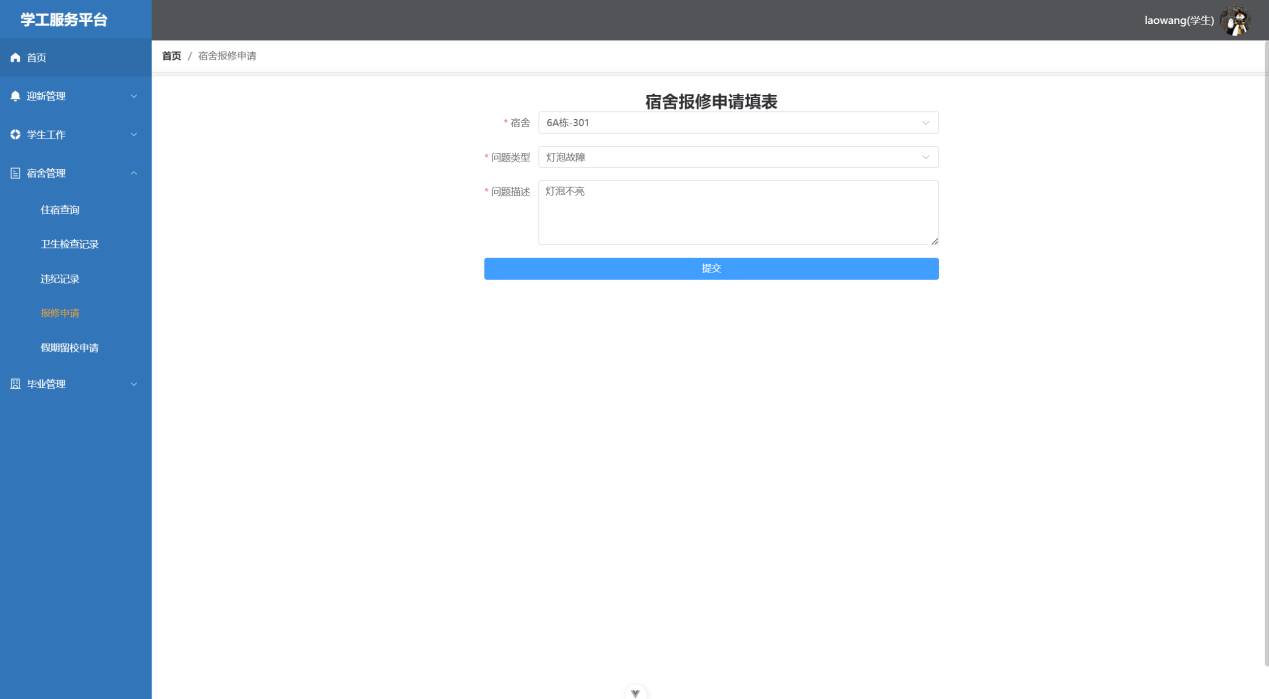 学工服务平台
laowang(学生)
首页
迎新管理
学生工作
宿舍管理
住宿查询
卫生检查记录
违纪记录
报修申请
假期留校申请
毕业管理
首页 / 宿舍报修申请
宿舍报修申请填表
* 宿舍 6A栋-301
* 问题类型 灯泡故障
* 问题描述 灯泡不亮
提交